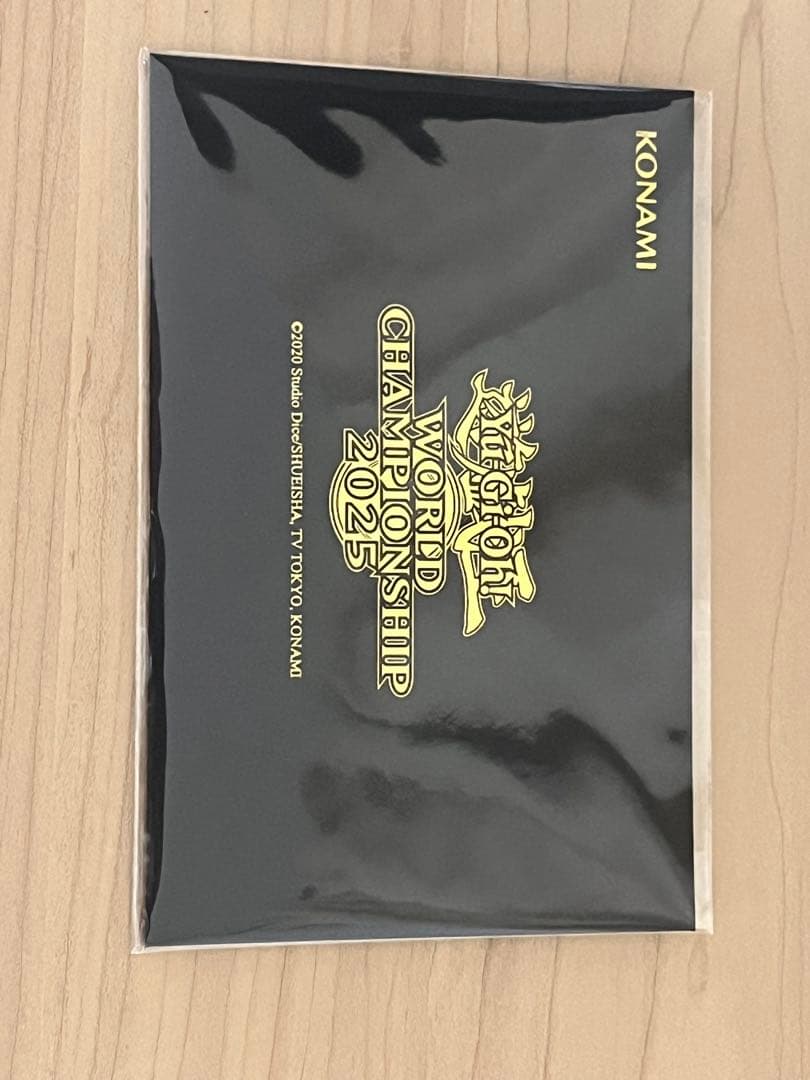 KONAMI
Yu-Gi-Oh!
WORLD
CHAMPIONSHIP
2025
©2020 Studio Dice/SHUEISHA, TV TOKYO, KONAMI